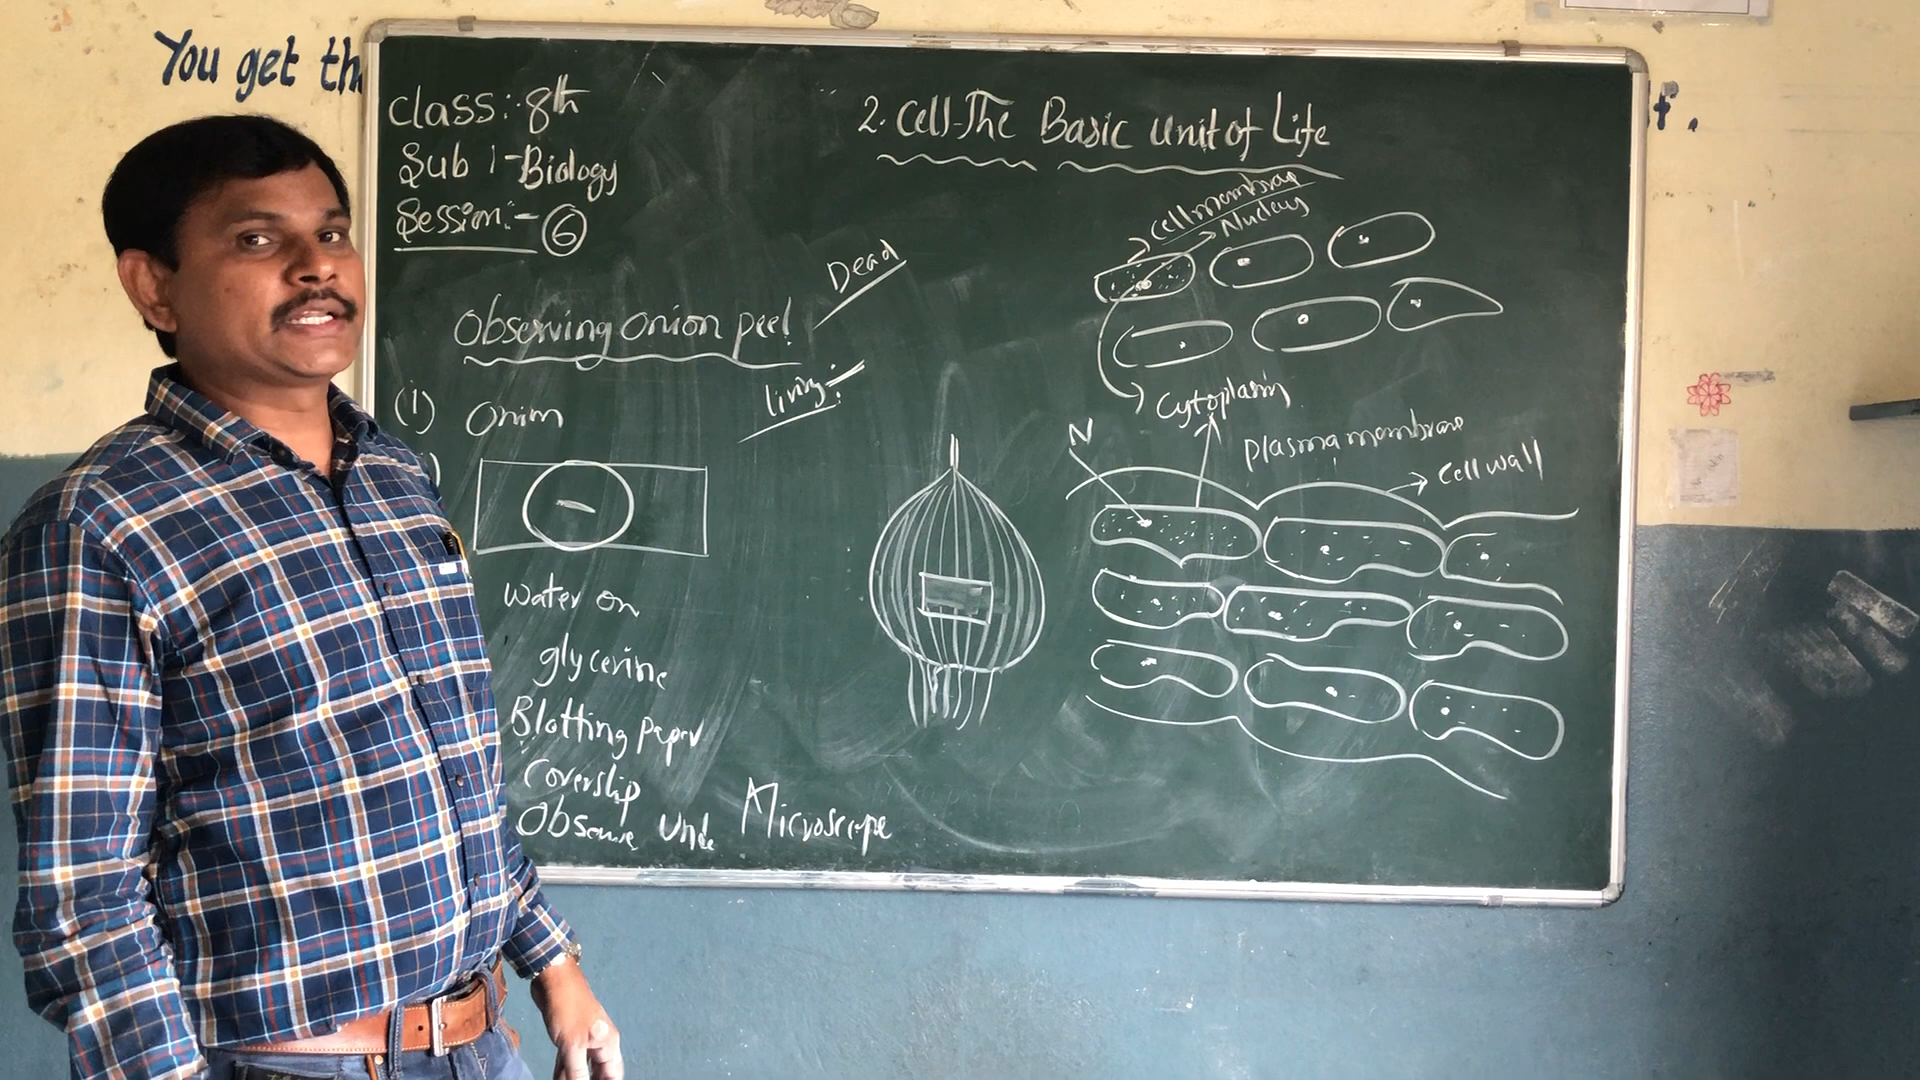 You get th
t.
Class: 8th
Sub :- Biology
Session:- 6
2. Cell-The Basic unit of Life
Observing onion peel
Dead
living:
(1) Onion
Water on
glycerine
Blotting paper
Coverslip
Observe Unde Microscope
Cell membran
Nucleus
Cytoplasm
N
plasma membrane
Cell wall